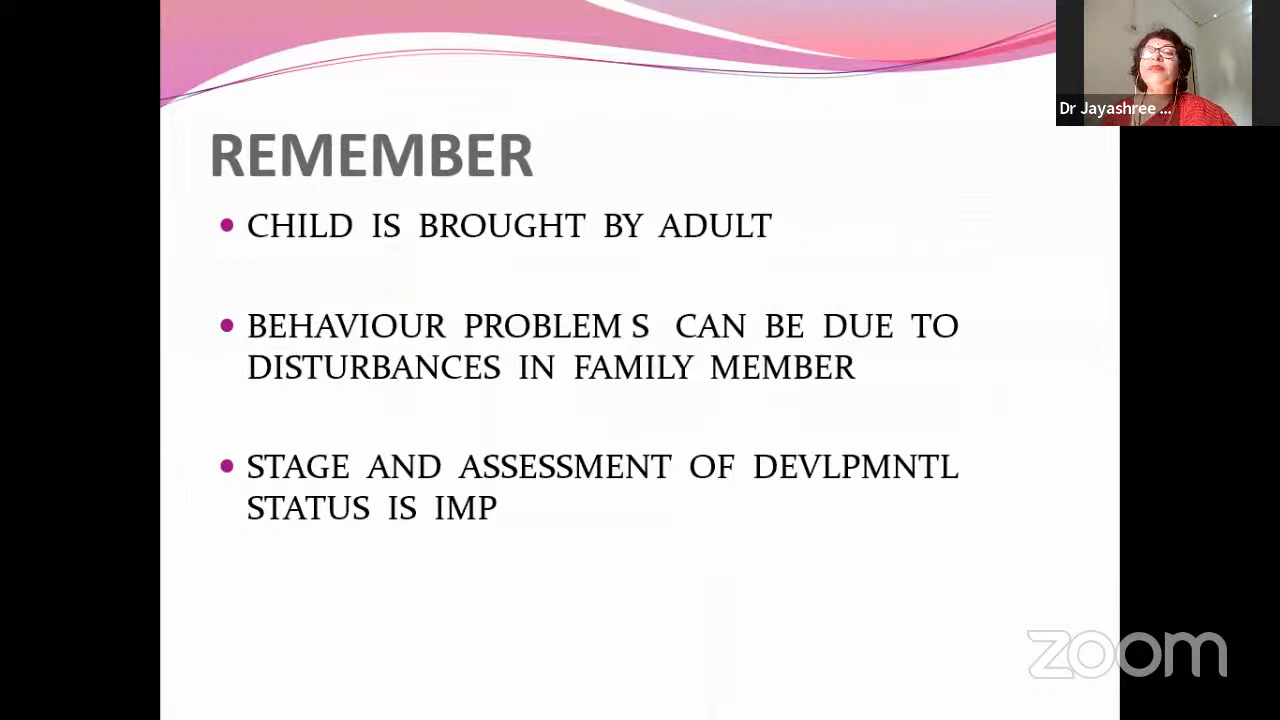 Dr Jayashree ...
REMEMBER
CHILD IS BROUGHT BY ADULT
BEHAVIOUR PROBLEM S CAN BE DUE TO
DISTURBANCES IN FAMILY MEMBER
STAGE AND ASSESSMENT OF DEVLPMNTL
STATUS IS IMP
zoom